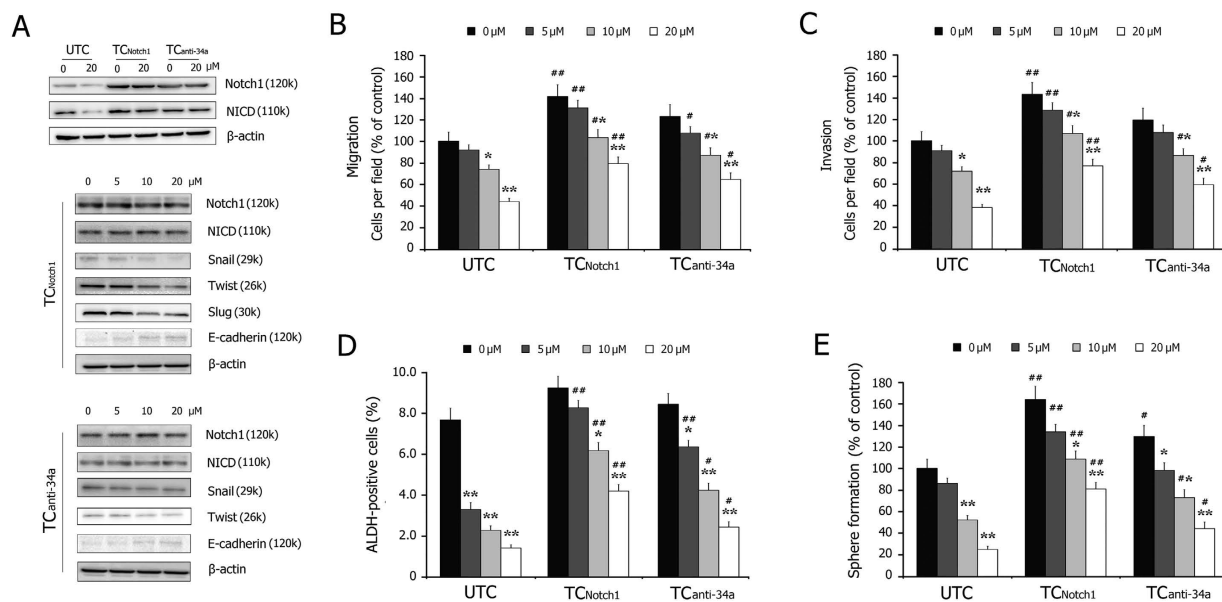 A
UTC TCNotch1 TCanti-34a
0 20 0 20 0 20 μM
Notch1(120k)
NICD(110k)
β-actin
0 5 10 20 μM
Notch1(120k)
NICD(110k)
Snail(29k)
Twist(26k)
Slug(30k)
E-cadherin(120k)
β-actin
TCNotch1
0 5 10 20 μM
Notch1(120k)
NICD(110k)
Snail(29k)
Twist(26k)
E-cadherin(120k)
β-actin
TCanti-34a
B
0 μM 5 μM 10 μM 20 μM
Migration
Cells per field (% of control)
180
160
140
120
100
80
60
40
20
0
* **
## ## #* ## **
# #* # **
UTC TCNotch1 TCanti-34a
C
0 μM 5 μM 10 μM 20 μM
Invasion
Cells per field (% of control)
180
160
140
120
100
80
60
40
20
0
* **
## ## #* ## **
#* # **
UTC TCNotch1 TCanti-34a
D
0 μM 5 μM 10 μM 20 μM
ALDH-positive cells (%)
10.0
8.0
6.0
4.0
2.0
0
** ** **
## ## * ## **
## * # ** # **
UTC TCNotch1 TCanti-34a
E
0 μM 5 μM 10 μM 20 μM
Sphere formation (% of control)
180
160
140
120
100
80
60
40
20
0
** **
## ## ## * ## **
# * #* # **
UTC TCNotch1 TCanti-34a